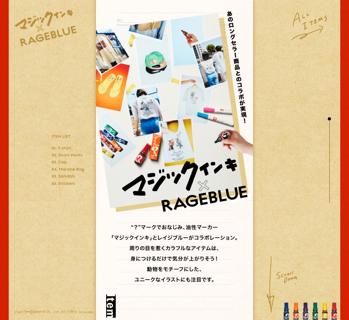 マジックインキ
×
RAGEBLUE
ALL
ITEMS
あのロングセラー商品とのコラボが実現！
マジックインキ
×
RAGEBLUE
ITEM LIST
01. T-shirt
02. Short Pants
03. Cap
“？”マークでおなじみ、油性マーカー
「マジックインキ」とレイジブルーがコラボレーション。
周りの目を惹くカラフルなアイテムは、
身につけるだけで気分が上がりそう！
動物をモチーフにした、
ユニークなイラストにも注目です。
Scroll
Down
Item